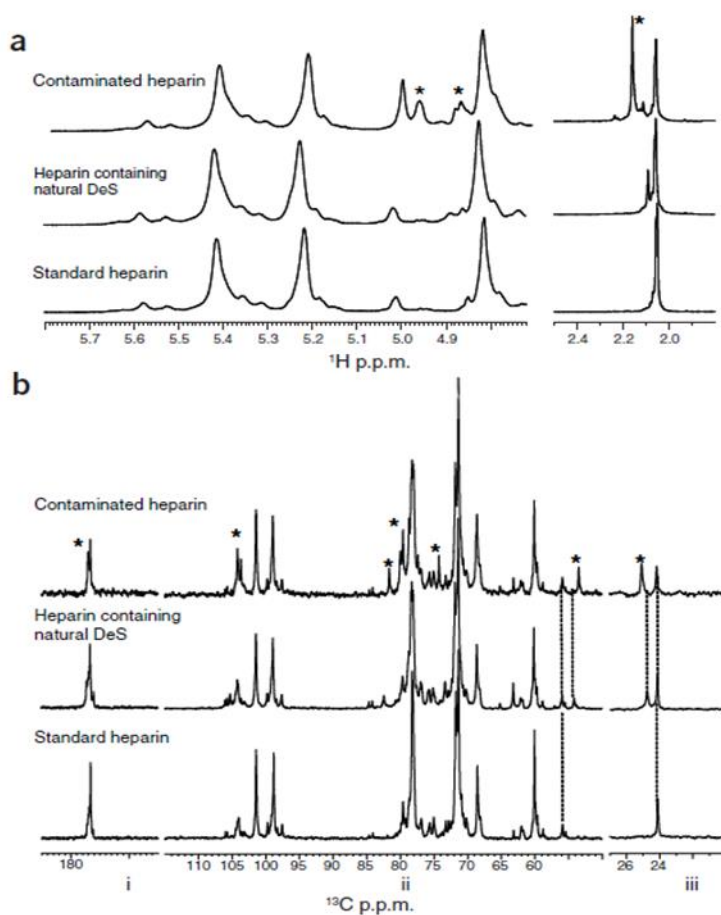 a
*
Contaminated heparin
* *
Heparin containing
natural DeS
Standard heparin
5.7 5.6 5.5 5.4 5.3 5.2 5.1 5.0 4.9
2.4 2.2 2.0
¹H p.p.m.
b
Contaminated heparin
* * * * * * *
Heparin containing
natural DeS
Standard heparin
180 110 105 100 95 90 85 80 75 70 65 60 26 24
i ii iii
¹³C p.p.m.